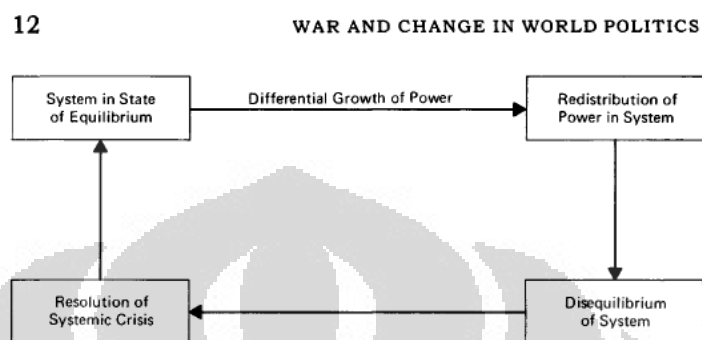 12 WAR AND CHANGE IN WORLD POLITICS
System in State
of Equilibrium
Differential Growth of Power
Redistribution of
Power in System
Resolution of
Systemic Crisis
Disequilibrium
of System